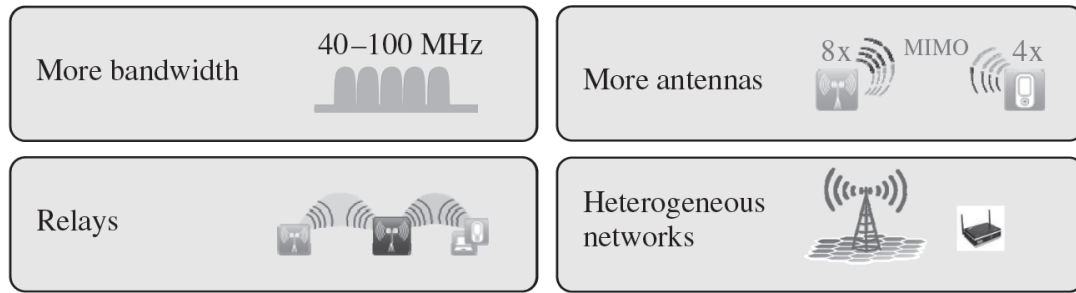 More bandwidth
40–100 MHz
More antennas
8x
MIMO
4x
Relays
Heterogeneous
networks